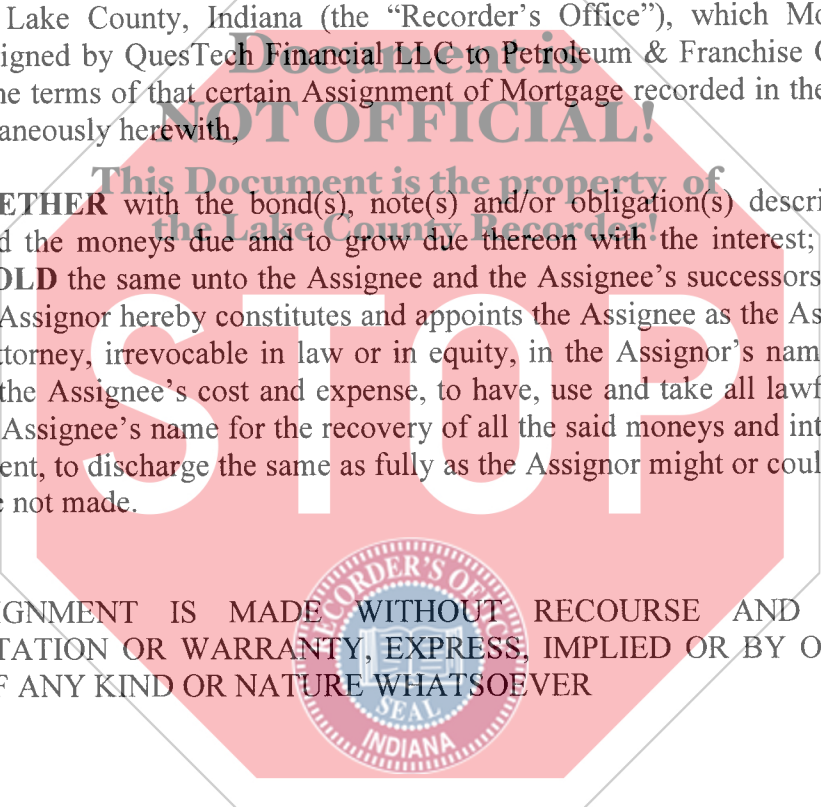 Lake County, Indiana (the “Recorder’s Office”), which Mo
igned by QuesTech Financial LLC to Petroleum & Franchise C
ne terms of that certain Assignment of Mortgage recorded in the
aneously herewith,
Document is
NOT OFFICIAL!
This Document is the property of
the Lake County Recorder!
ETHER with the bond(s), note(s) and/or obligation(s) descri
d the moneys due and to grow due thereon with the interest;
OLD the same unto the Assignee and the Assignee’s successors
Assignor hereby constitutes and appoints the Assignee as the As
ttorney, irrevocable in law or in equity, in the Assignor’s nam
the Assignee’s cost and expense, to have, use and take all lawf
Assignee’s name for the recovery of all the said moneys and int
ent, to discharge the same as fully as the Assignor might or coul
e not made.
STOP
IGNMENT IS MADE WITHOUT RECOURSE AND
TATION OR WARRANTY, EXPRESS, IMPLIED OR BY O
F ANY KIND OR NATURE WHATSOEVER
RECORDER'S OFFICE
SEAL
INDIANA